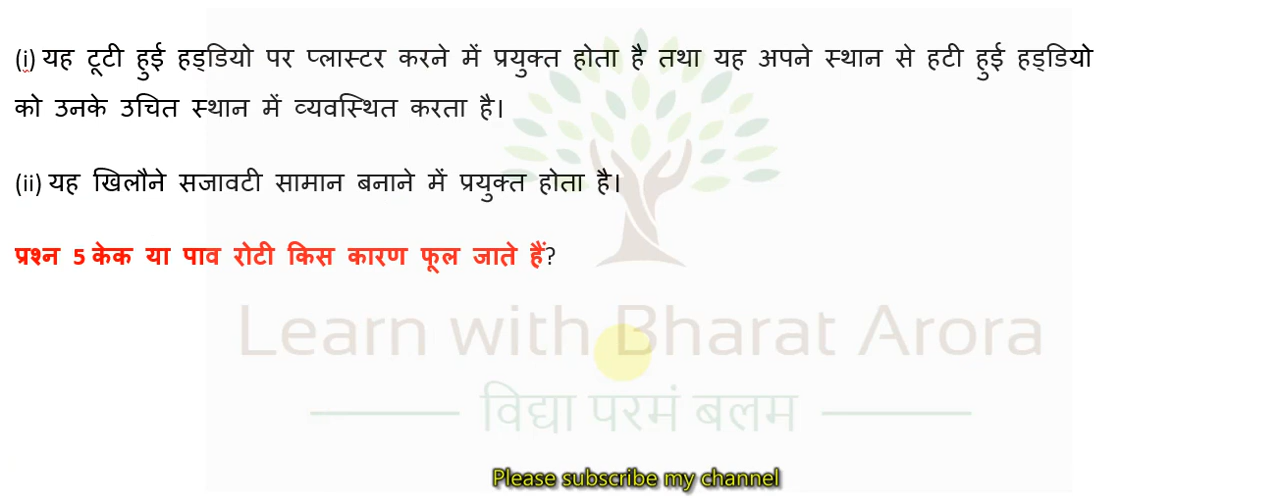 (i) यह टूटी हुई हड्डियो पर प्लास्टर करने में प्रयुक्त होता है तथा यह अपने स्थान से हटी हुई हड्डियो
को उनके उचित स्थान में व्यवस्थित करता है।
(ii) यह खिलौने सजावटी सामान बनाने में प्रयुक्त होता है।
प्रश्न 5 केक या पाव रोटी किस कारण फूल जाते हैं?
Learn with Bharat Arora
विद्या परमं बलम
Please subscribe my channel